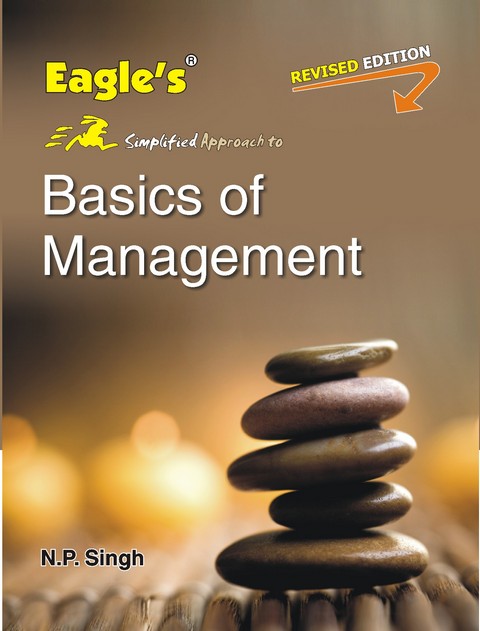 Eagle's®
REVISED EDITION
Simplified Approach to
Basics of
Management
N.P. Singh